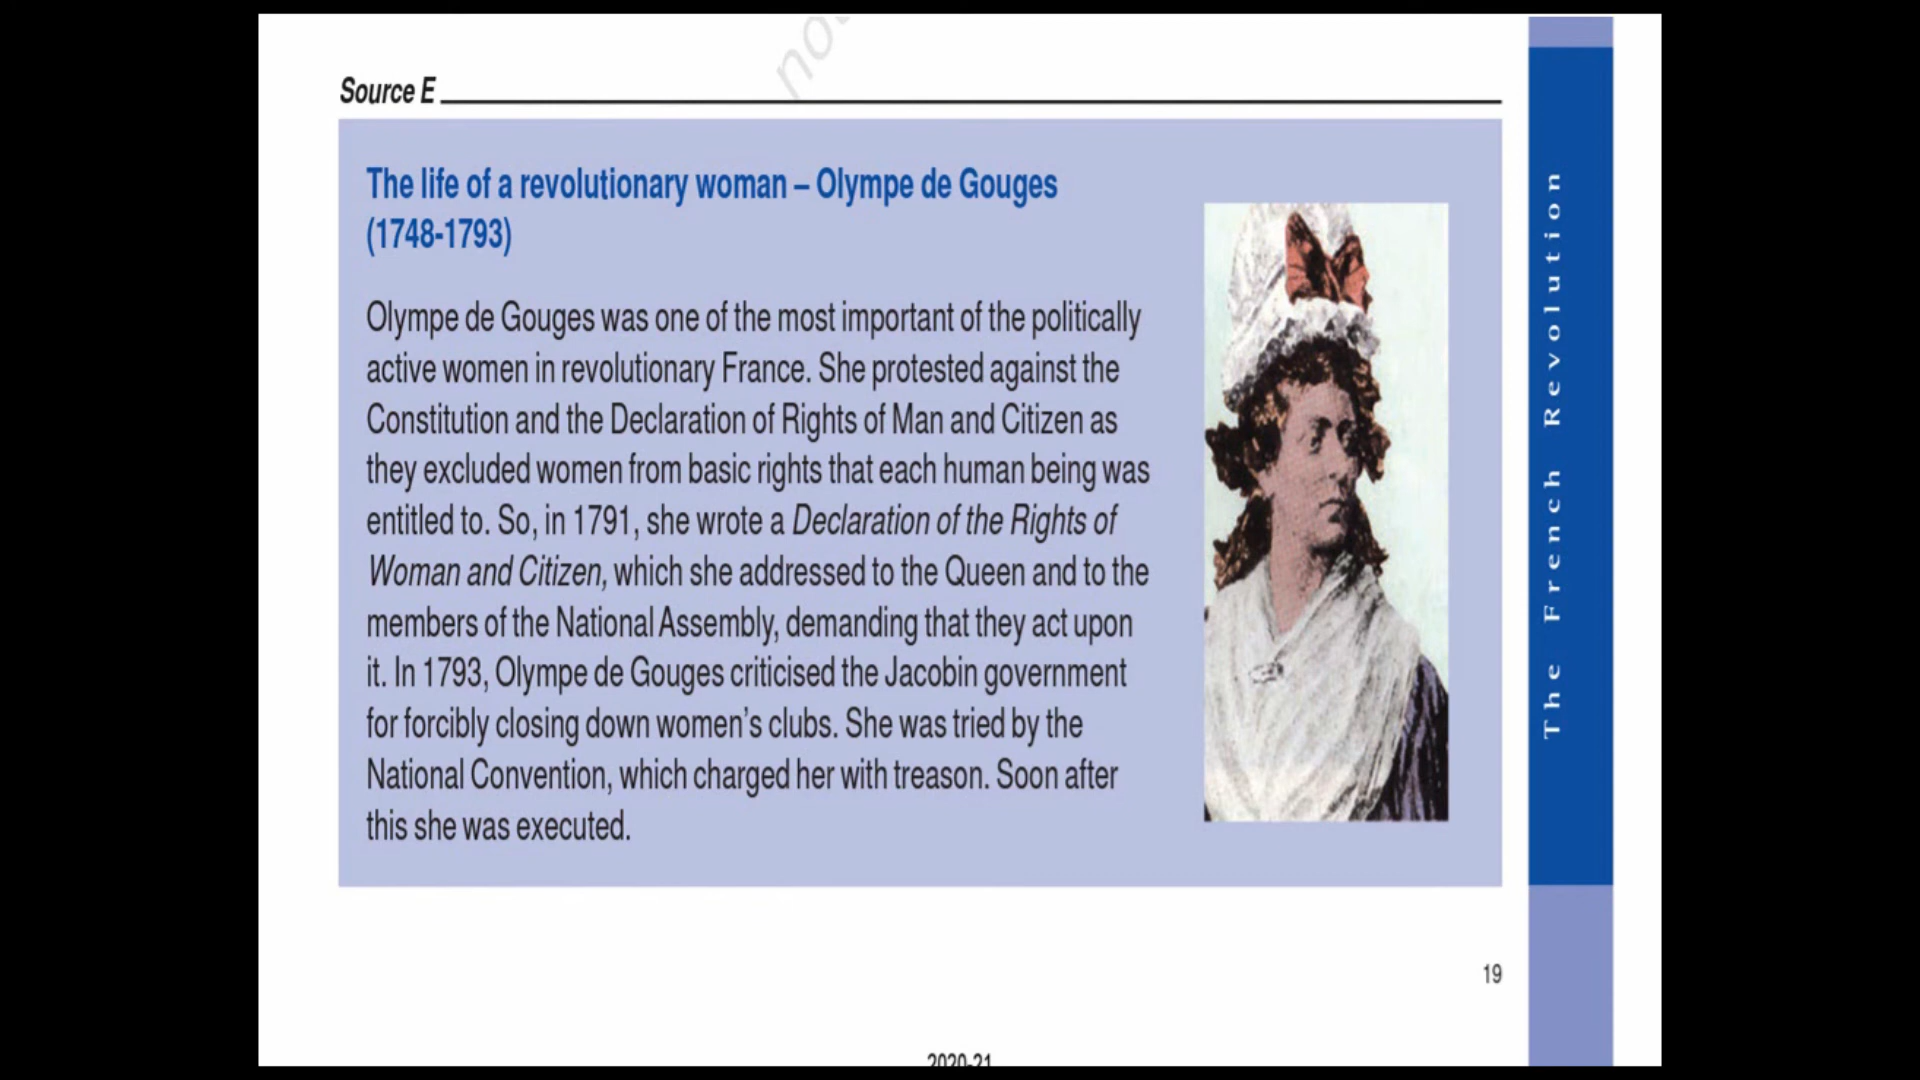 Source E
The life of a revolutionary woman – Olympe de Gouges
(1748-1793)
Olympe de Gouges was one of the most important of the politically
active women in revolutionary France. She protested against the
Constitution and the Declaration of Rights of Man and Citizen as
they excluded women from basic rights that each human being was
entitled to. So, in 1791, she wrote a Declaration of the Rights of
Woman and Citizen, which she addressed to the Queen and to the
members of the National Assembly, demanding that they act upon
it. In 1793, Olympe de Gouges criticised the Jacobin government
for forcibly closing down women’s clubs. She was tried by the
National Convention, which charged her with treason. Soon after
this she was executed.
The French Revolution
19
2020-21